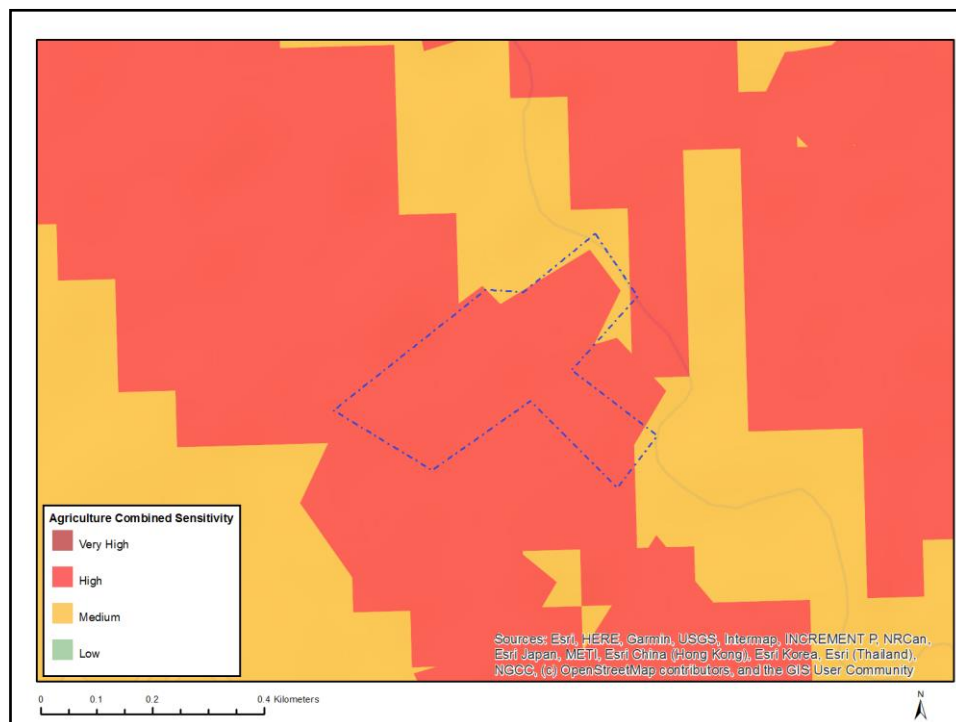 Agriculture Combined Sensitivity
Very High
High
Medium
Low
Sources: Esri, HERE, Garmin, USGS, Intermap, INCREMENT P, NRCan,
Esri Japan, METI, Esri China (Hong Kong), Esri Korea, Esri (Thailand),
NGCC, (c) OpenStreetMap contributors, and the GIS User Community
0 0.1 0.2 0.4 Kilometers
N